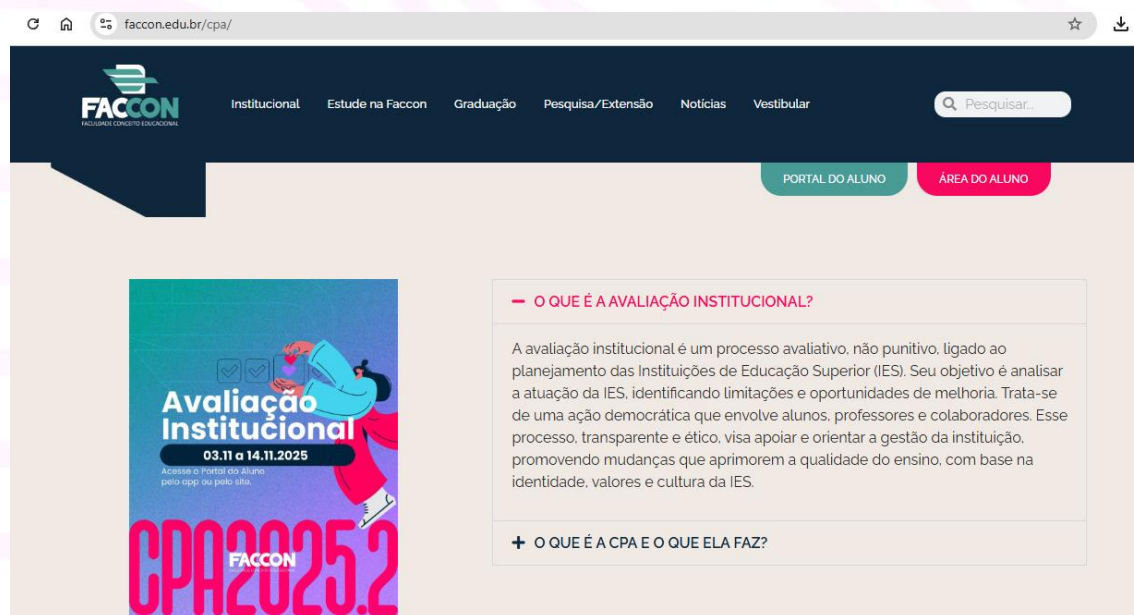 faccon.edu.br/cpa/
FACCON
FACULDADE CONCEITO EDUCACIONAL
Institucional
Estude na Faccon
Graduação
Pesquisa/Extensão
Notícias
Vestibular
Pesquisar...
PORTAL DO ALUNO
ÁREA DO ALUNO
Avaliação
Institucional
03.11 a 14.11.2025
Acesse o Portal do Aluno
pelo app ou pelo site.
CPA2025.2
FACCON
O QUE É A AVALIAÇÃO INSTITUCIONAL?
A avaliação institucional é um processo avaliativo, não punitivo, ligado ao
planejamento das Instituições de Educação Superior (IES). Seu objetivo é analisar
a atuação da IES, identificando limitações e oportunidades de melhoria. Trata-se
de uma ação democrática que envolve alunos, professores e colaboradores. Esse
processo, transparente e ético, visa apoiar e orientar a gestão da instituição,
promovendo mudanças que aprimorem a qualidade do ensino, com base na
identidade, valores e cultura da IES.
O QUE É A CPA E O QUE ELA FAZ?